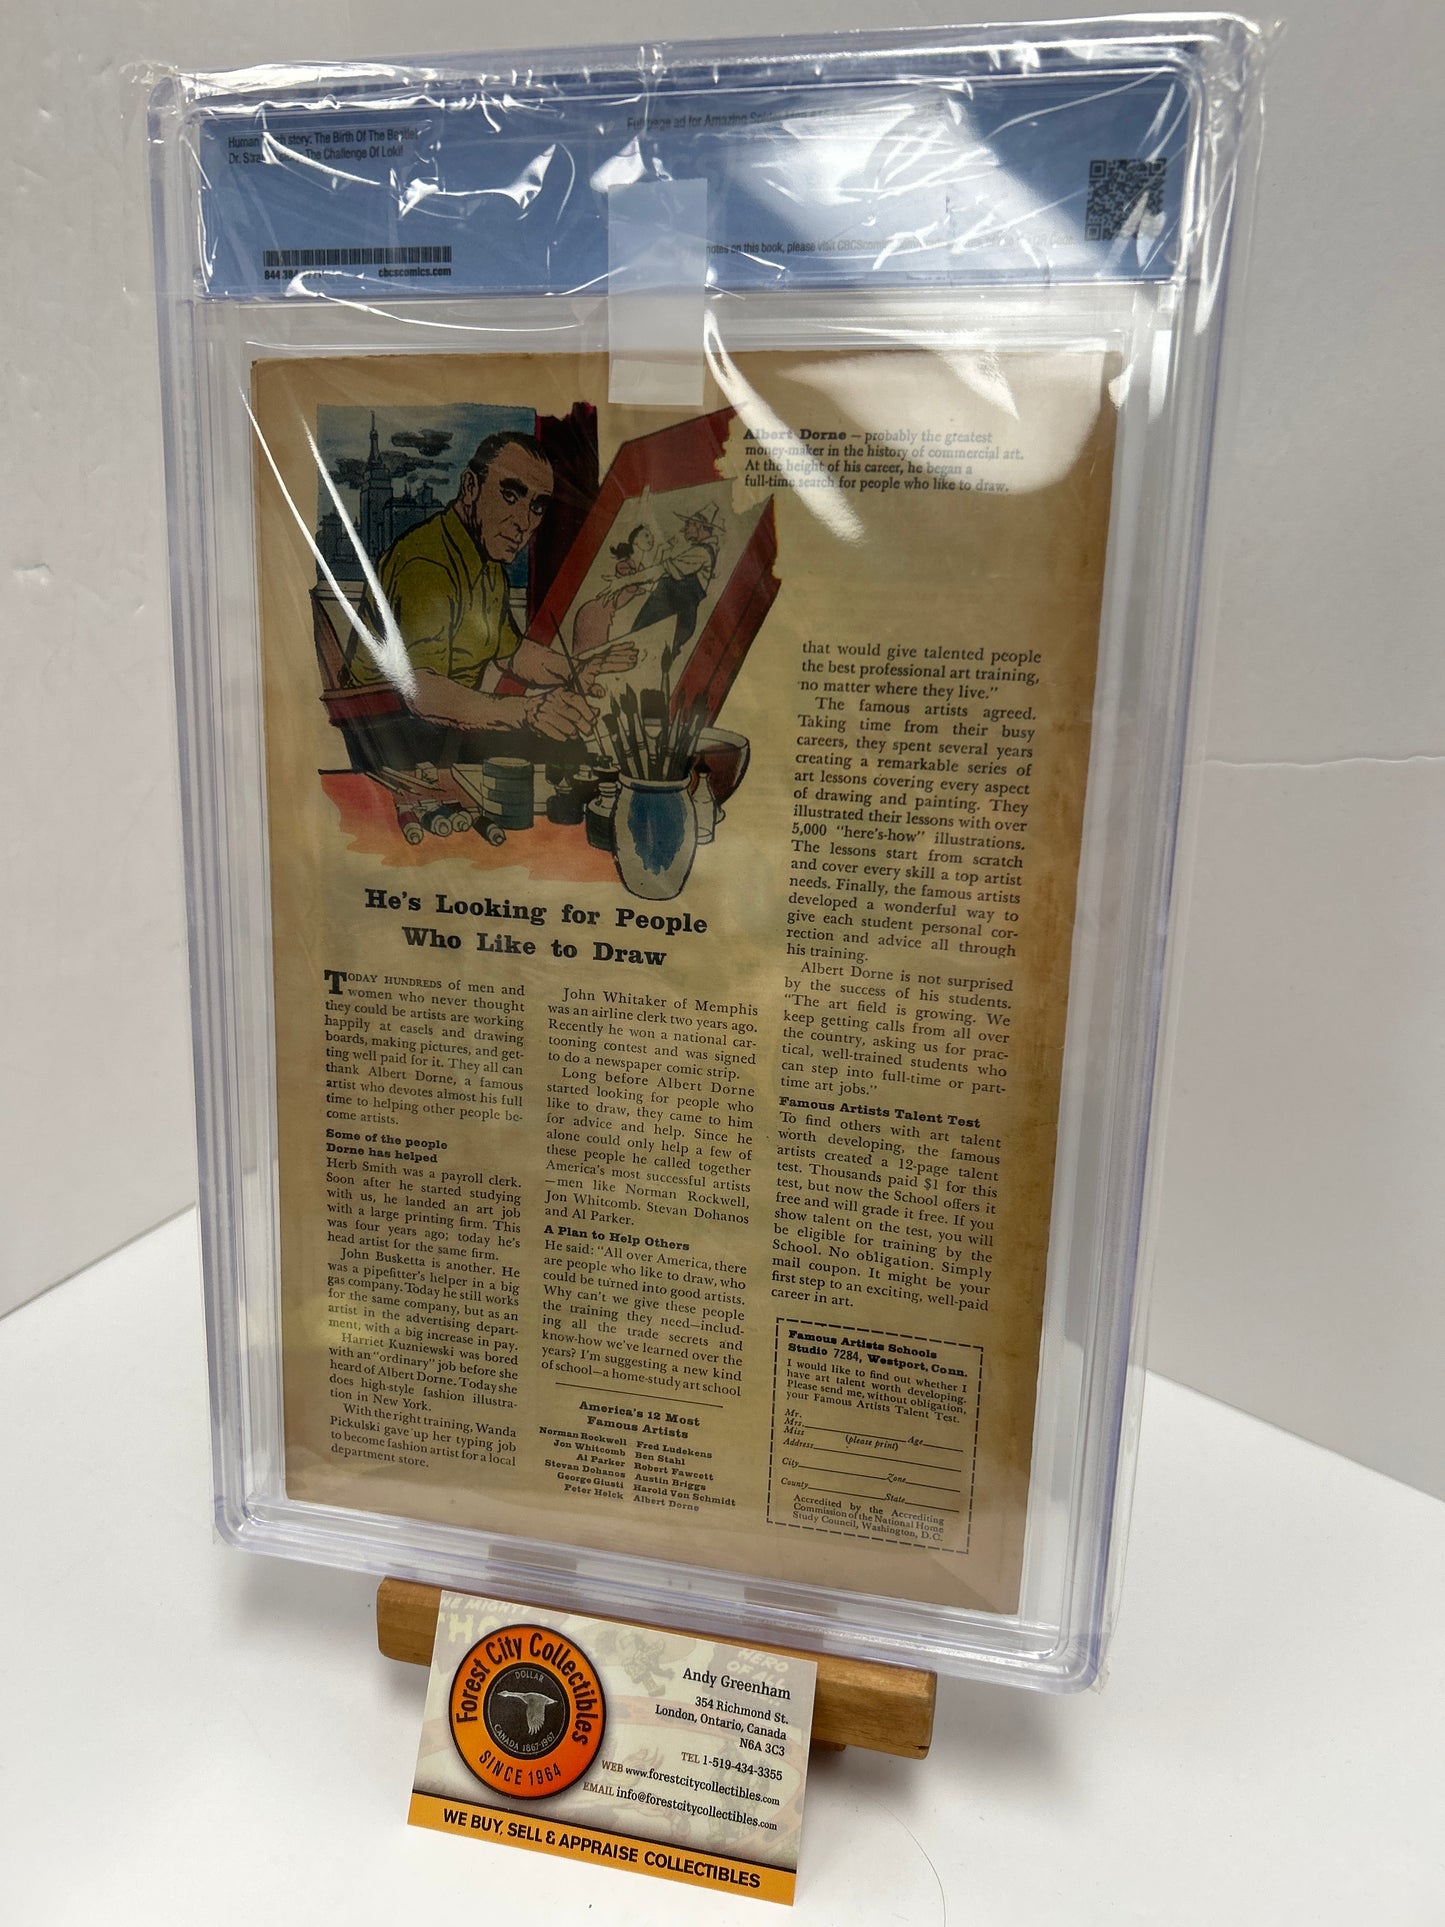 Human story: The Birth Of The Beetle!
Dr. The Challenge Of Loki!
Full page ad for Amazing
notes on this book, please visit
844
cbcscomics.com
Albert Dorne — probably the greatest
money-maker in the history of commercial art.
At the height of his career, he began a
full-time search for people who like to draw.
He's Looking for People
Who Like to Draw
TODAY HUNDREDS of men and
women who never thought
they could be artists are working
happily at easels and drawing
boards, making pictures, and get-
ting well paid for it. They all can
thank Albert Dorne, a famous
artist who devotes almost his full
time to helping other people be-
come artists.
Some of the people
Dorne has helped
Herb Smith was a payroll clerk.
Soon after he started studying
with us, he landed an art job
with a large printing firm. This
was four years ago; today he's
head artist for the same firm.
John Busketta is another. He
was a pipefitter's helper in a big
gas company. Today he still works
for the same company, but as an
artist in the advertising depart-
ment, with a big increase in pay.
Harriet Kuzniewski was bored
with an "ordinary" job before she
heard of Albert Dorne. Today she
does high-style fashion illustra-
tion in New York.
With the right training, Wanda
Pickulski gave up her typing job
to become fashion artist for a local
department store.
John Whitaker of Memphis
was an airline clerk two years ago.
Recently he won a national car-
tooning contest and was signed
to do a newspaper comic strip.
Long before Albert Dorne
started looking for people who
like to draw, they came to him
for advice and help. Since he
alone could only help a few of
these people he called together
America's most successful artists
—men like Norman Rockwell,
Jon Whitcomb. Stevan Dohanos
and Al Parker.
A Plan to Help Others
He said: "All over America, there
are people who like to draw, who
could be turned into good artists.
Why can't we give these people
the training they need—includ-
ing all the trade secrets and
know-how we've learned over the
years? I'm suggesting a new kind
of school—a home-study art school
that would give talented people
the best professional art training,
no matter where they live."
The famous artists agreed.
Taking time from their busy
careers, they spent several years
creating a remarkable series of
art lessons covering every aspect
of drawing and painting. They
illustrated their lessons with over
5,000 "here's-how" illustrations.
The lessons start from scratch
and cover every skill a top artist
needs. Finally, the famous artists
developed a wonderful way to
give each student personal cor-
rection and advice all through
his training.
Albert Dorne is not surprised
by the success of his students.
"The art field is growing. We
keep getting calls from all over
the country, asking us for prac-
tical, well-trained students who
can step into full-time or part-
time art jobs."
Famous Artists Talent Test
To find others with art talent
worth developing, the famous
artists created a 12-page talent
test. Thousands paid $1 for this
test, but now the School offers it
free and will grade it free. If you
show talent on the test, you will
be eligible for training by the
School. No obligation. Simply
mail coupon. It might be your
first step to an exciting, well-paid
career in art.
America's 12 Most
Famous Artists
Norman Rockwell Fred Ludekens
Jon Whitcomb Ben Stahl
Al Parker Robert Fawcett
Stevan Dohanos Austin Briggs
George Giusti Harold Von Schmidt
Peter Helck Albert Dorne
Famous Artists Schools
Studio 7284, Westport, Conn.
I would like to find out whether I
have art talent worth developing.
Please send me, without obligation,
your Famous Artists Talent Test.
Mr.
Mrs. Age
Miss (please print)
Address
City Zone
County State
Accredited by the Accrediting
Commission of the National Home
Study Council, Washington, D.C.
Forest City Collectibles
DOLLAR
CANADA 1867-1967
SINCE 1964
Andy Greenham
354 Richmond St.
London, Ontario, Canada
N6A 3C3
TEL 1-519-434-3355
WEB www.forestcitycollectibles.com
EMAIL info@forestcitycollectibles.com
WE BUY, SELL & APPRAISE COLLECTIBLES